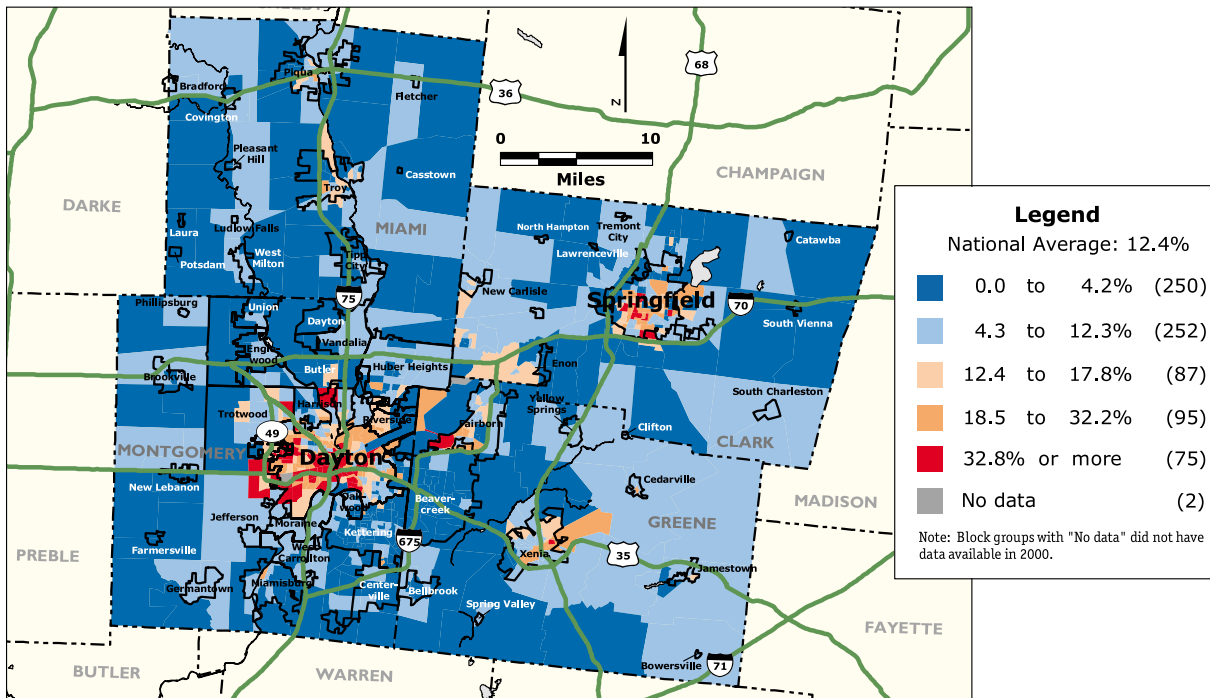 SHELBY
68
36
Piqua
Bradford
Fletcher
Covington
N
0 10
Miles
Pleasant
Hill
CHAMPAIGN
Casstown
Troy
DARKE
Legend
National Average: 12.4%
0.0 to 4.2% (250)
4.3 to 12.3% (252)
12.4 to 17.8% (87)
18.5 to 32.2% (95)
32.8% or more (75)
No data (2)
Note: Block groups with "No data" did not have
data available in 2000.
Laura
Ludlow Falls
MIAMI
North Hampton
Tremont
City
Catawba
Lawrenceville
West
Milton
Potsdam
Tipp
City
New Carlisle
Springfield
75
70
Phillipsburg
Union
Dayton
South Vienna
Vandalia
Engle-
wood
Butler
Huber Heights
Enon
Brookville
South Charleston
Yellow
Springs
Trotwood
Harrison
Riverside
Fairborn
Clifton
49
CLARK
MONTGOMERY
Dayton
New Lebanon
Oak-
wood
Beaver-
creek
Cedarville
MADISON
Jefferson
Moraine
Kettering
GREENE
675
Farmersville
West
Carrollton
Xenia
35
PREBLE
Jamestown
Germantown
Miamisburg
Center-
ville
Bellbrook
Spring Valley
FAYETTE
Bowersville
71
BUTLER
WARREN